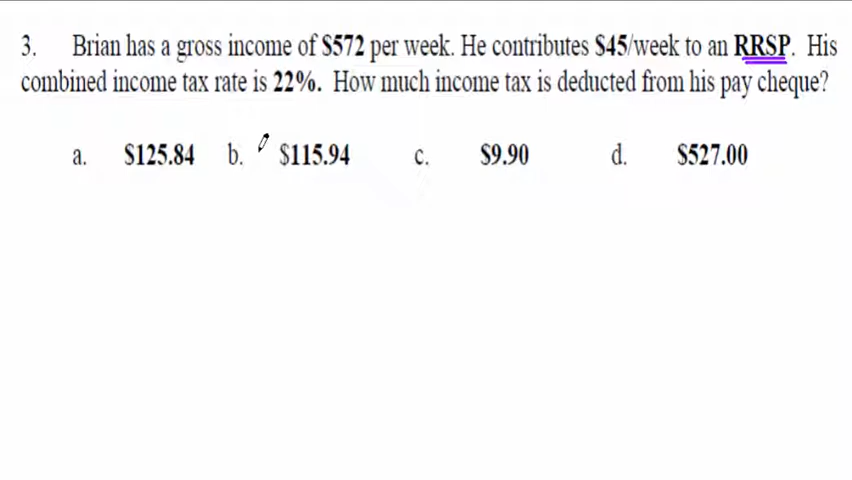 3. Brian has a gross income of $572 per week. He contributes $45/week to an RRSP. His
combined income tax rate is 22%. How much income tax is deducted from his pay cheque?
a. $125.84 b. $115.94 c. $9.90 d. $527.00